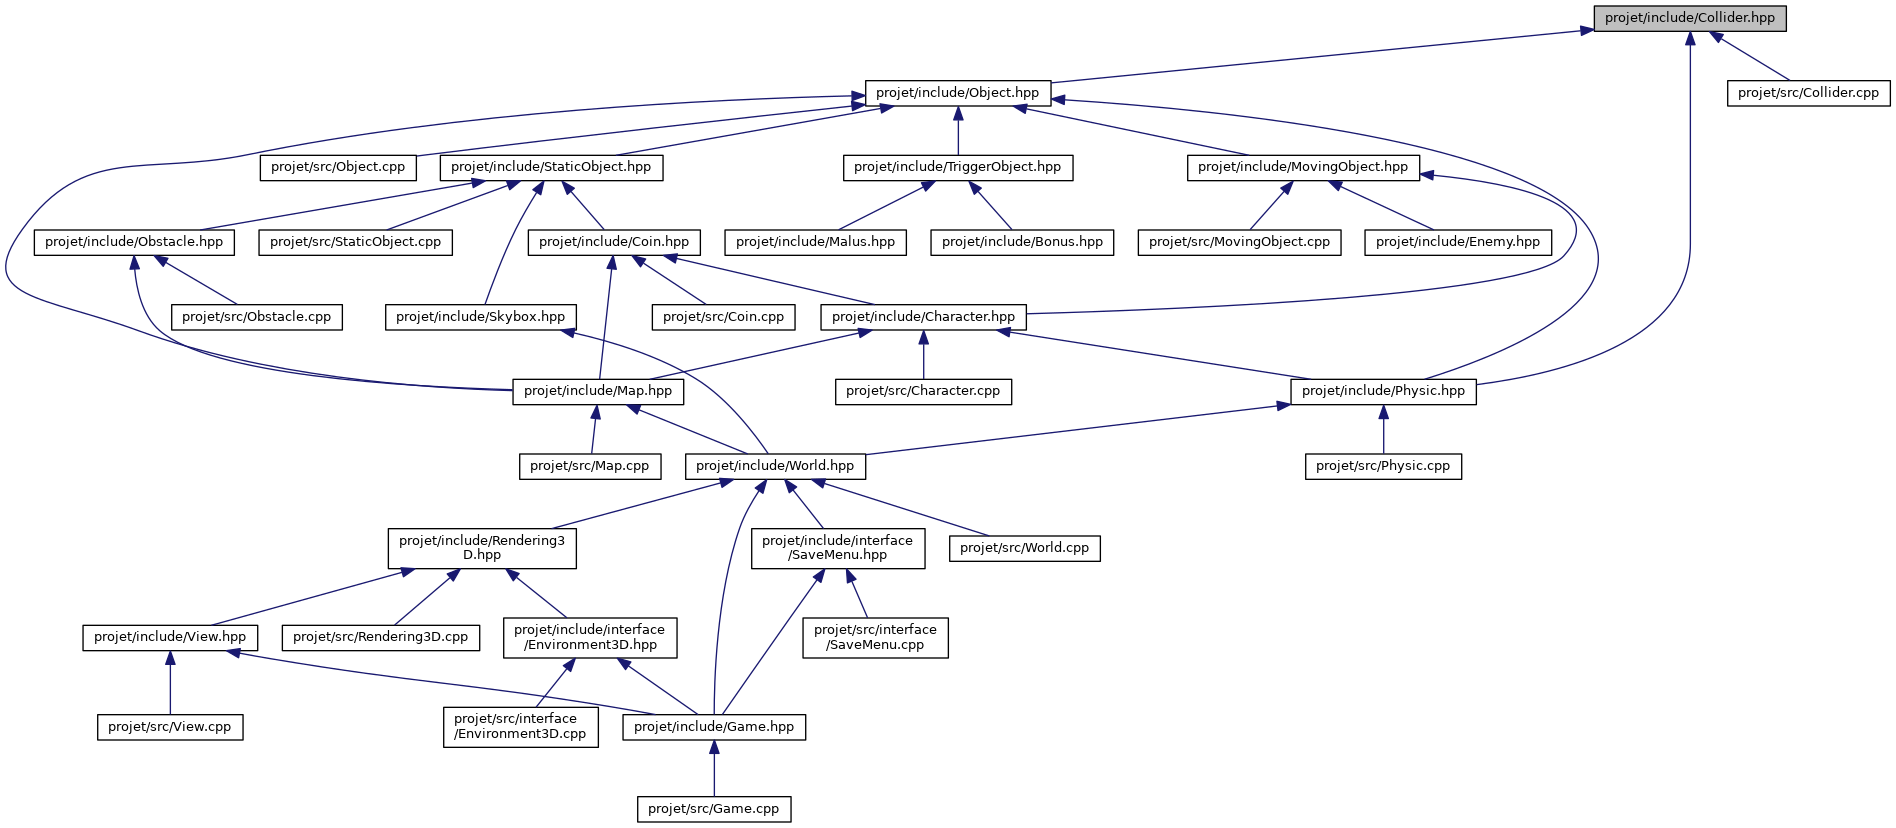 projet/include/Collider.hpp
projet/include/Object.hpp
projet/src/Collider.cpp
projet/src/Object.cpp
projet/include/StaticObject.hpp
projet/include/TriggerObject.hpp
projet/include/MovingObject.hpp
projet/include/Obstacle.hpp
projet/src/StaticObject.cpp
projet/include/Coin.hpp
projet/include/Malus.hpp
projet/include/Bonus.hpp
projet/src/MovingObject.cpp
projet/include/Enemy.hpp
projet/src/Obstacle.cpp
projet/include/Skybox.hpp
projet/src/Coin.cpp
projet/include/Character.hpp
projet/include/Map.hpp
projet/src/Character.cpp
projet/include/Physic.hpp
projet/src/Map.cpp
projet/include/World.hpp
projet/src/Physic.cpp
projet/include/Rendering3
D.hpp
projet/include/interface
/SaveMenu.hpp
projet/src/World.cpp
projet/include/View.hpp
projet/src/Rendering3D.cpp
projet/include/interface
/Environment3D.hpp
projet/src/interface
/SaveMenu.cpp
projet/src/View.cpp
projet/src/interface
/Environment3D.cpp
projet/include/Game.hpp
projet/src/Game.cpp